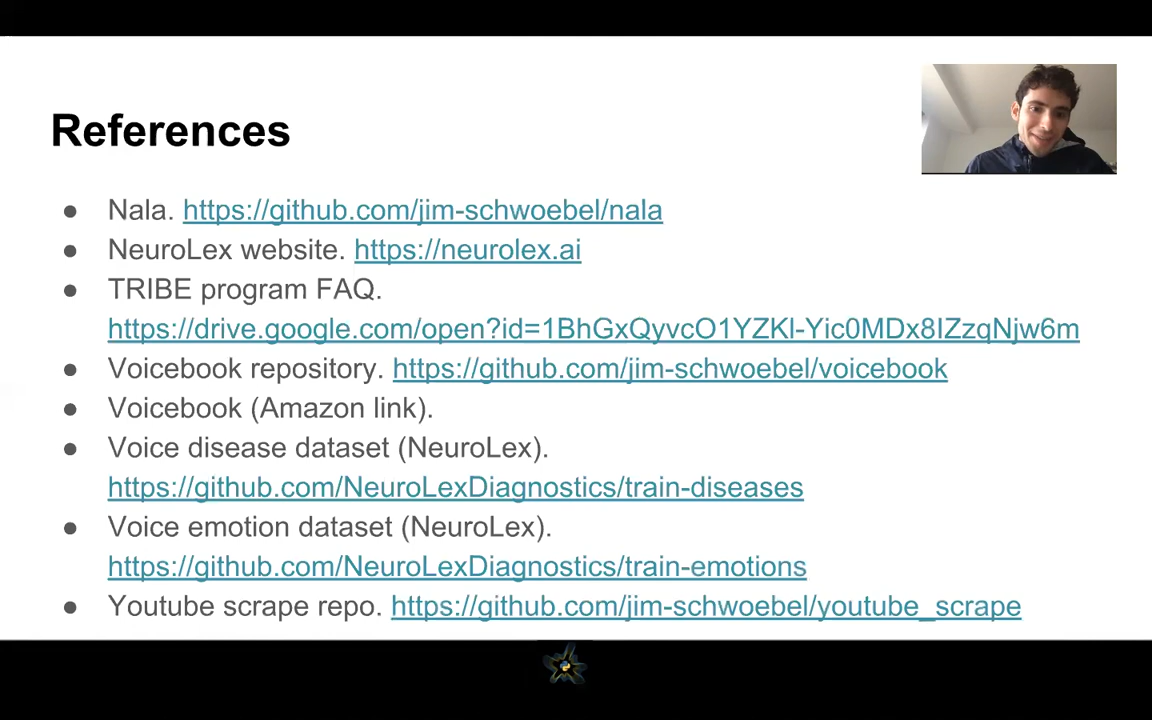 References
● Nala. https://github.com/jim-schwoebel/nala
● NeuroLex website. https://neurolex.ai
● TRIBE program FAQ.
https://drive.google.com/open?id=1BhGxQyvcO1YZKl-Yic0MDx8IZzqNjw6m
● Voicebook repository. https://github.com/jim-schwoebel/voicebook
● Voicebook (Amazon link).
● Voice disease dataset (NeuroLex).
https://github.com/NeuroLexDiagnostics/train-diseases
● Voice emotion dataset (NeuroLex).
https://github.com/NeuroLexDiagnostics/train-emotions
● Youtube scrape repo. https://github.com/jim-schwoebel/youtube_scrape